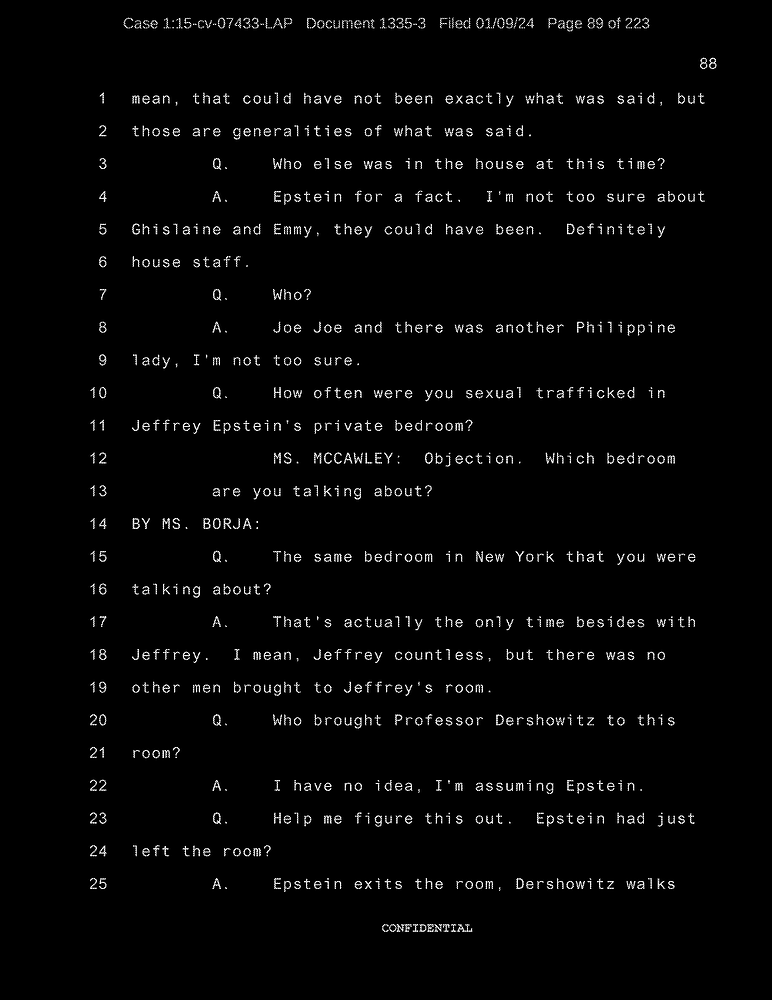 Case 1:15-cv-07433-LAP Document 1335-3 Filed 01/09/24 Page 89 of 223
88
1 mean, that could have not been exactly what was said, but
2 those are generalities of what was said.
3 Q. Who else was in the house at this time?
4 A. Epstein for a fact. I'm not too sure about
5 Ghislaine and Emmy, they could have been. Definitely
6 house staff.
7 Q. Who?
8 A. Joe Joe and there was another Philippine
9 lady, I'm not too sure.
10 Q. How often were you sexual trafficked in
11 Jeffrey Epstein's private bedroom?
12 MS. MCCAWLEY: Objection. Which bedroom
13 are you talking about?
14 BY MS. BORJA:
15 Q. The same bedroom in New York that you were
16 talking about?
17 A. That's actually the only time besides with
18 Jeffrey. I mean, Jeffrey countless, but there was no
19 other men brought to Jeffrey's room.
20 Q. Who brought Professor Dershowitz to this
21 room?
22 A. I have no idea, I'm assuming Epstein.
23 Q. Help me figure this out. Epstein had just
24 left the room?
25 A. Epstein exits the room, Dershowitz walks
CONFIDENTIAL